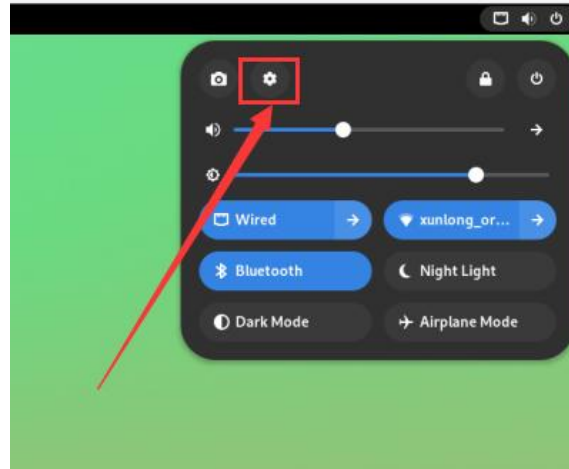 Wired
xunlong_or...
Bluetooth
Night Light
Dark Mode
Airplane Mode